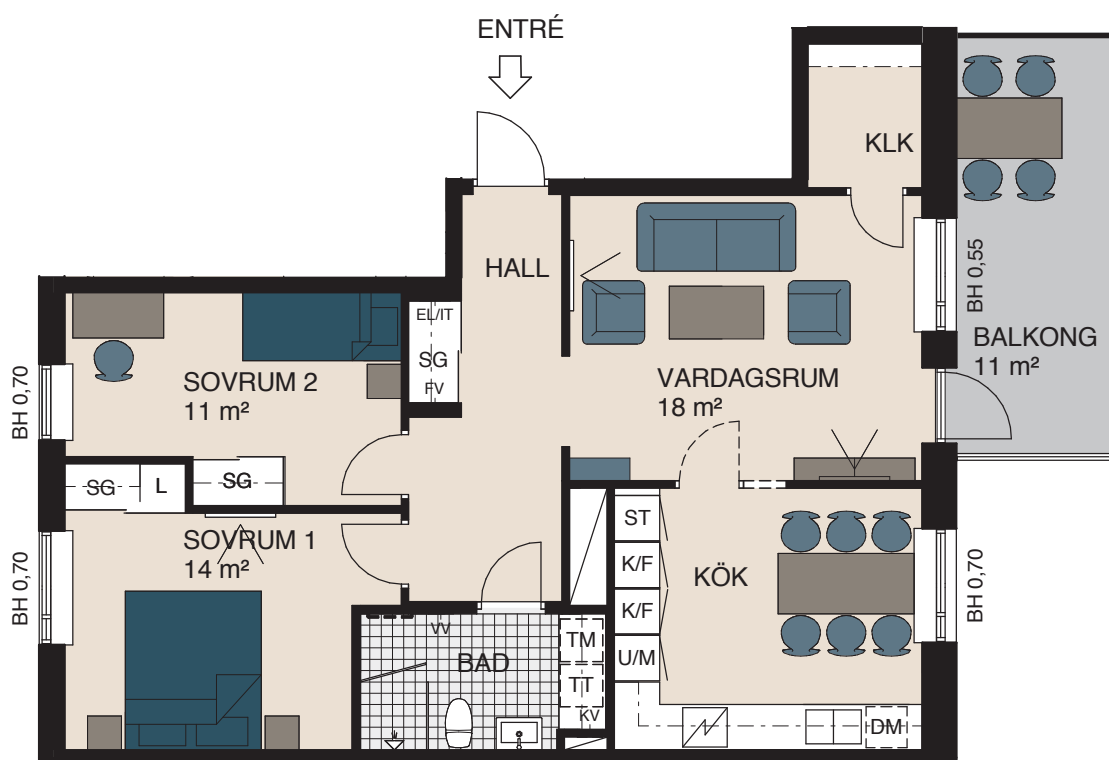 ENTRÉ
KLK
HALL
BH 0,55
EL/IT
SG
FV
BALKONG
11 m²
VARDAGSRUM
18 m²
SOVRUM 2
11 m²
BH 0,70
SG
L
SG
SOVRUM 1
14 m²
BH 0,70
ST
K/F
K/F
U/M
KÖK
BH 0,70
VV
BAD
TM
TT
KV
DM